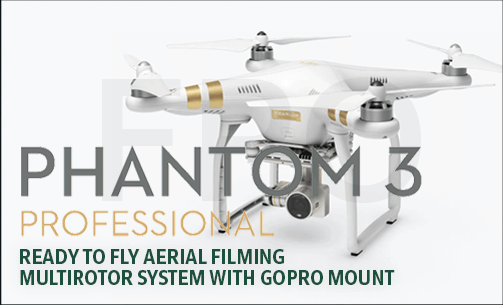 PHANTOM 3
PROFESSIONAL
READY TO FLY AERIAL FILMING
MULTIROTOR SYSTEM WITH GOPRO MOUNT